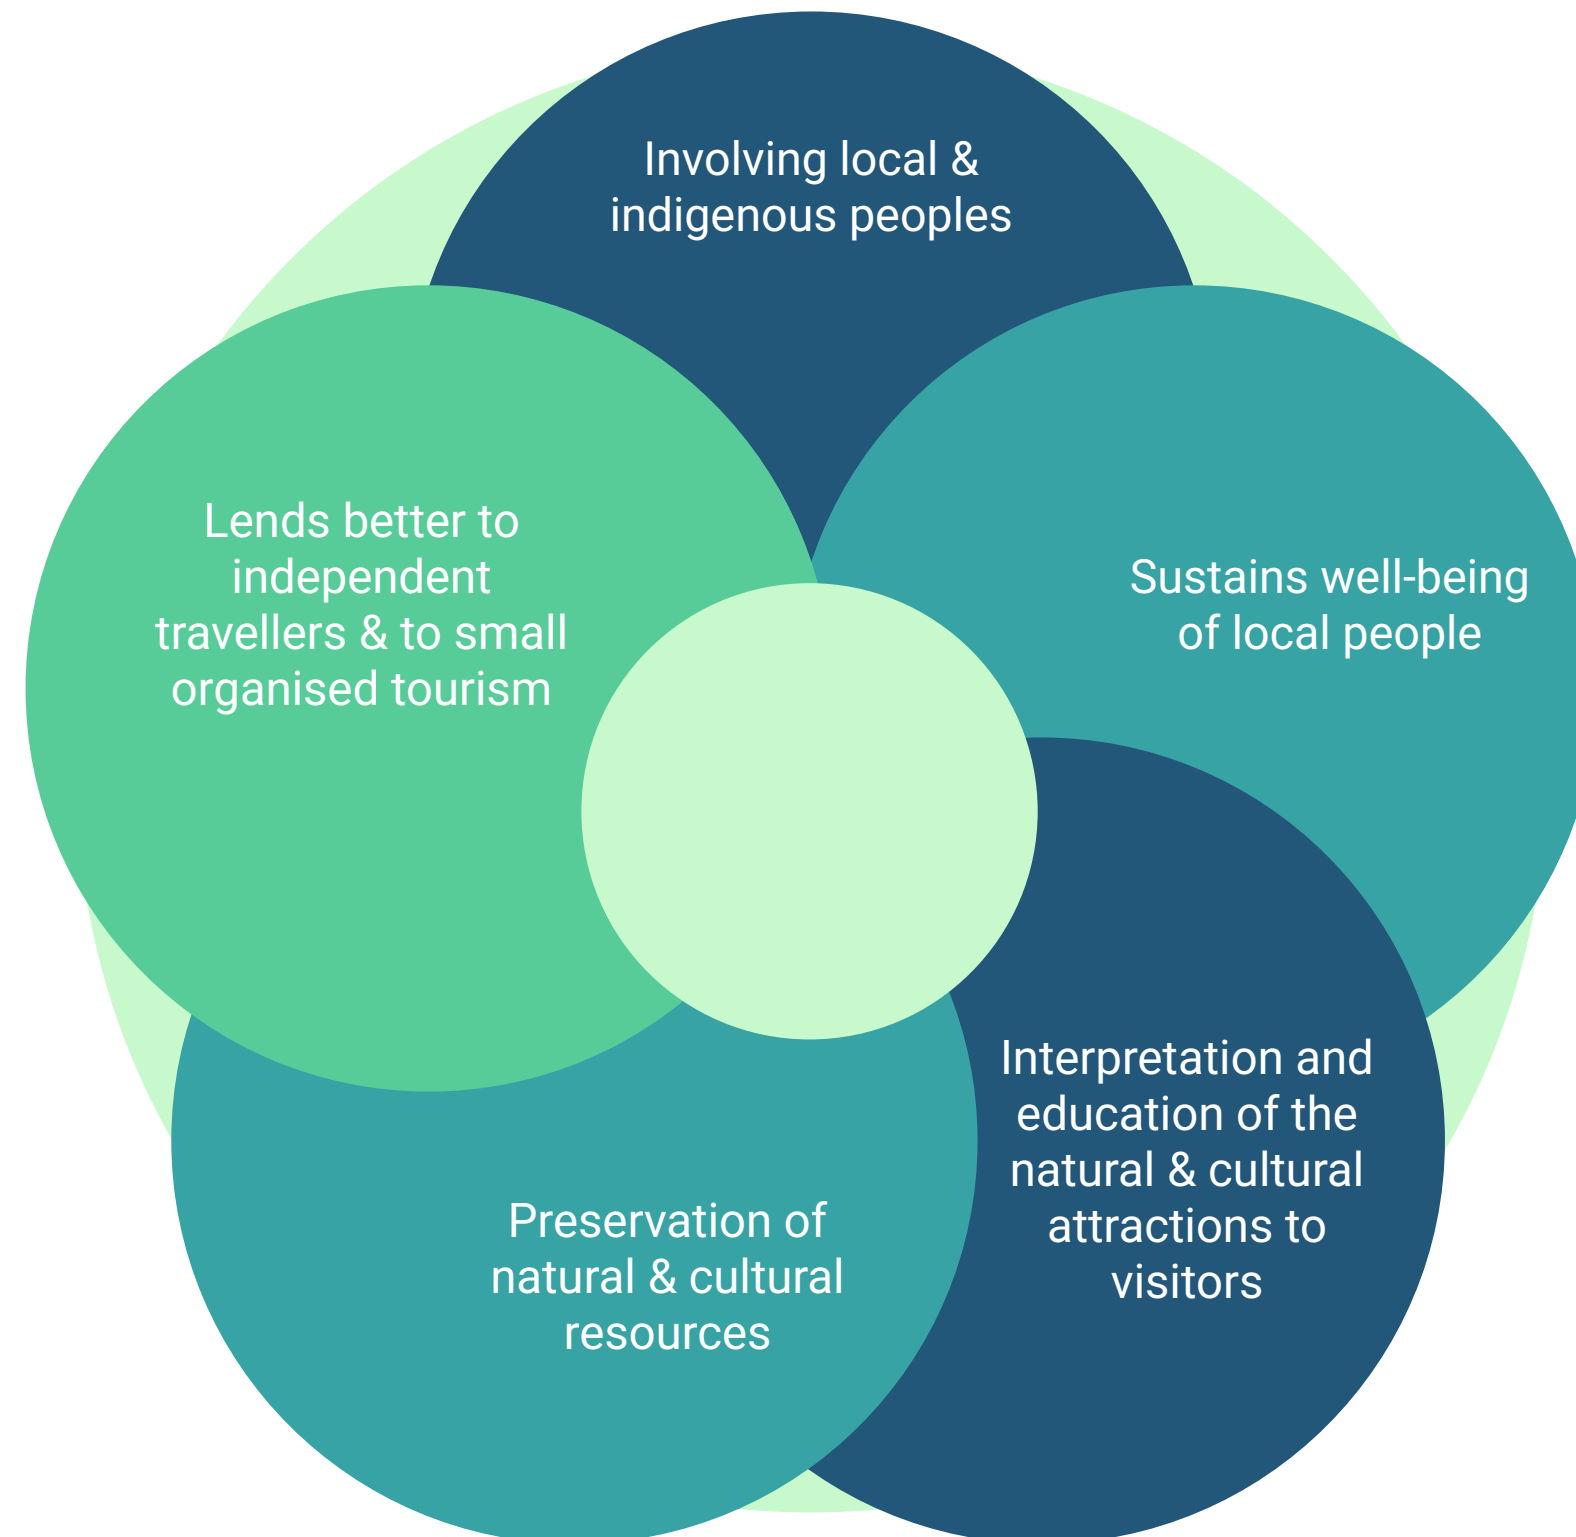 Involving local &
indigenous peoples
Lends better to
independent
travellers & to small
organised tourism
Sustains well-being
of local people
Interpretation and
education of the
natural & cultural
attractions to
visitors
Preservation of
natural & cultural
resources